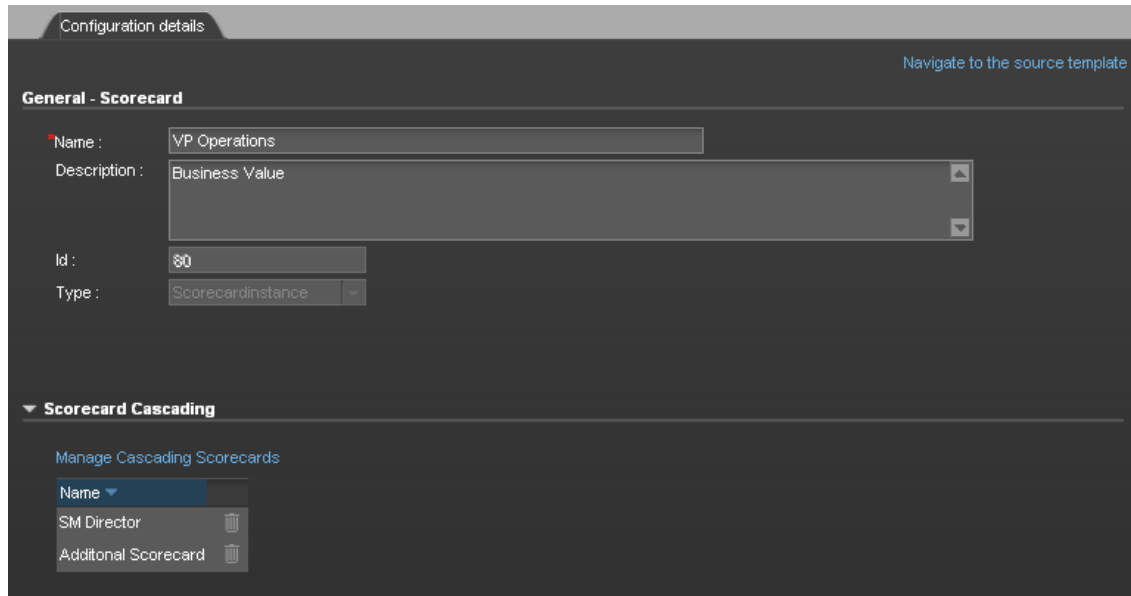 Configuration details
Navigate to the source template
General - Scorecard
*Name : VP Operations
Description : Business Value
Id : 80
Type : Scorecardinstance
Scorecard Cascading
Manage Cascading Scorecards
Name
SM Director
Additonal Scorecard